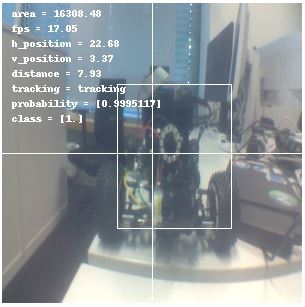 area = 16308.48
fps = 17.05
h_position = 22.68
v_position = 3.37
distance = 7.93
tracking = tracking
probability = [0.9995117]
class = [1.]